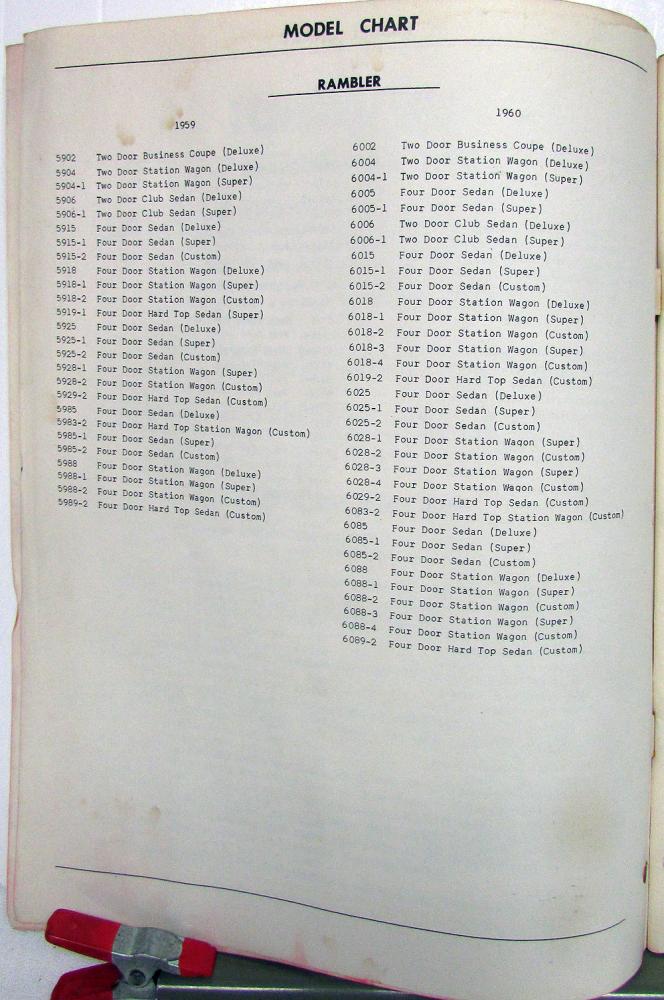 MODEL CHART
RAMBLER
1959
5902 Two Door Business Coupe (Deluxe)
5904 Two Door Station Wagon (Deluxe)
5904-1 Two Door Station Wagon (Super)
5906 Two Door Club Sedan (Deluxe)
5906-1 Two Door Club Sedan (Super)
5915 Four Door Sedan (Deluxe)
5915-1 Four Door Sedan (Super)
5915-2 Four Door Sedan (Custom)
5918 Four Door Station Wagon (Deluxe)
5918-1 Four Door Station Wagon (Super)
5918-2 Four Door Station Wagon (Custom)
5919-1 Four Door Hard Top Sedan (Super)
5925 Four Door Sedan (Deluxe)
5925-1 Four Door Sedan (Super)
5925-2 Four Door Sedan (Custom)
5928-1 Four Door Station Wagon (Super)
5928-2 Four Door Station Wagon (Custom)
5929-2 Four Door Hard Top Sedan (Custom)
5985 Four Door Sedan (Deluxe)
5983-2 Four Door Hard Top Station Wagon (Custom)
5985-1 Four Door Sedan (Super)
5985-2 Four Door Sedan (Custom)
5988 Four Door Station Wagon (Deluxe)
5988-1 Four Door Station Wagon (Super)
5988-2 Four Door Station Wagon (Custom)
5989-2 Four Door Hard Top Sedan (Custom)
1960
6002 Two Door Business Coupe (Deluxe)
6004 Two Door Station Wagon (Deluxe)
6004-1 Two Door Station Wagon (Super)
6005 Four Door Sedan (Deluxe)
6005-1 Four Door Sedan (Super)
6006 Two Door Club Sedan (Deluxe)
6006-1 Two Door Club Sedan (Super)
6015 Four Door Sedan (Deluxe)
6015-1 Four Door Sedan (Super)
6015-2 Four Door Sedan (Custom)
6018 Four Door Station Wagon (Deluxe)
6018-1 Four Door Station Wagon (Super)
6018-2 Four Door Station Wagon (Custom)
6018-3 Four Door Station Wagon (Super)
6018-4 Four Door Station Wagon (Custom)
6019-2 Four Door Hard Top Sedan (Custom)
6025 Four Door Sedan (Deluxe)
6025-1 Four Door Sedan (Super)
6025-2 Four Door Sedan (Custom)
6028-1 Four Door Station Wagon (Super)
6028-2 Four Door Station Wagon (Custom)
6028-3 Four Door Station Wagon (Super)
6028-4 Four Door Station Wagon (Custom)
6029-2 Four Door Hard Top Sedan (Custom)
6083-2 Four Door Hard Top Station Wagon (Custom)
6085 Four Door Sedan (Deluxe)
6085-1 Four Door Sedan (Super)
6085-2 Four Door Sedan (Custom)
6088 Four Door Station Wagon (Deluxe)
6088-1 Four Door Station Wagon (Super)
6088-2 Four Door Station Wagon (Custom)
6088-3 Four Door Station Wagon (Super)
6088-4 Four Door Station Wagon (Custom)
6089-2 Four Door Hard Top Sedan (Custom)